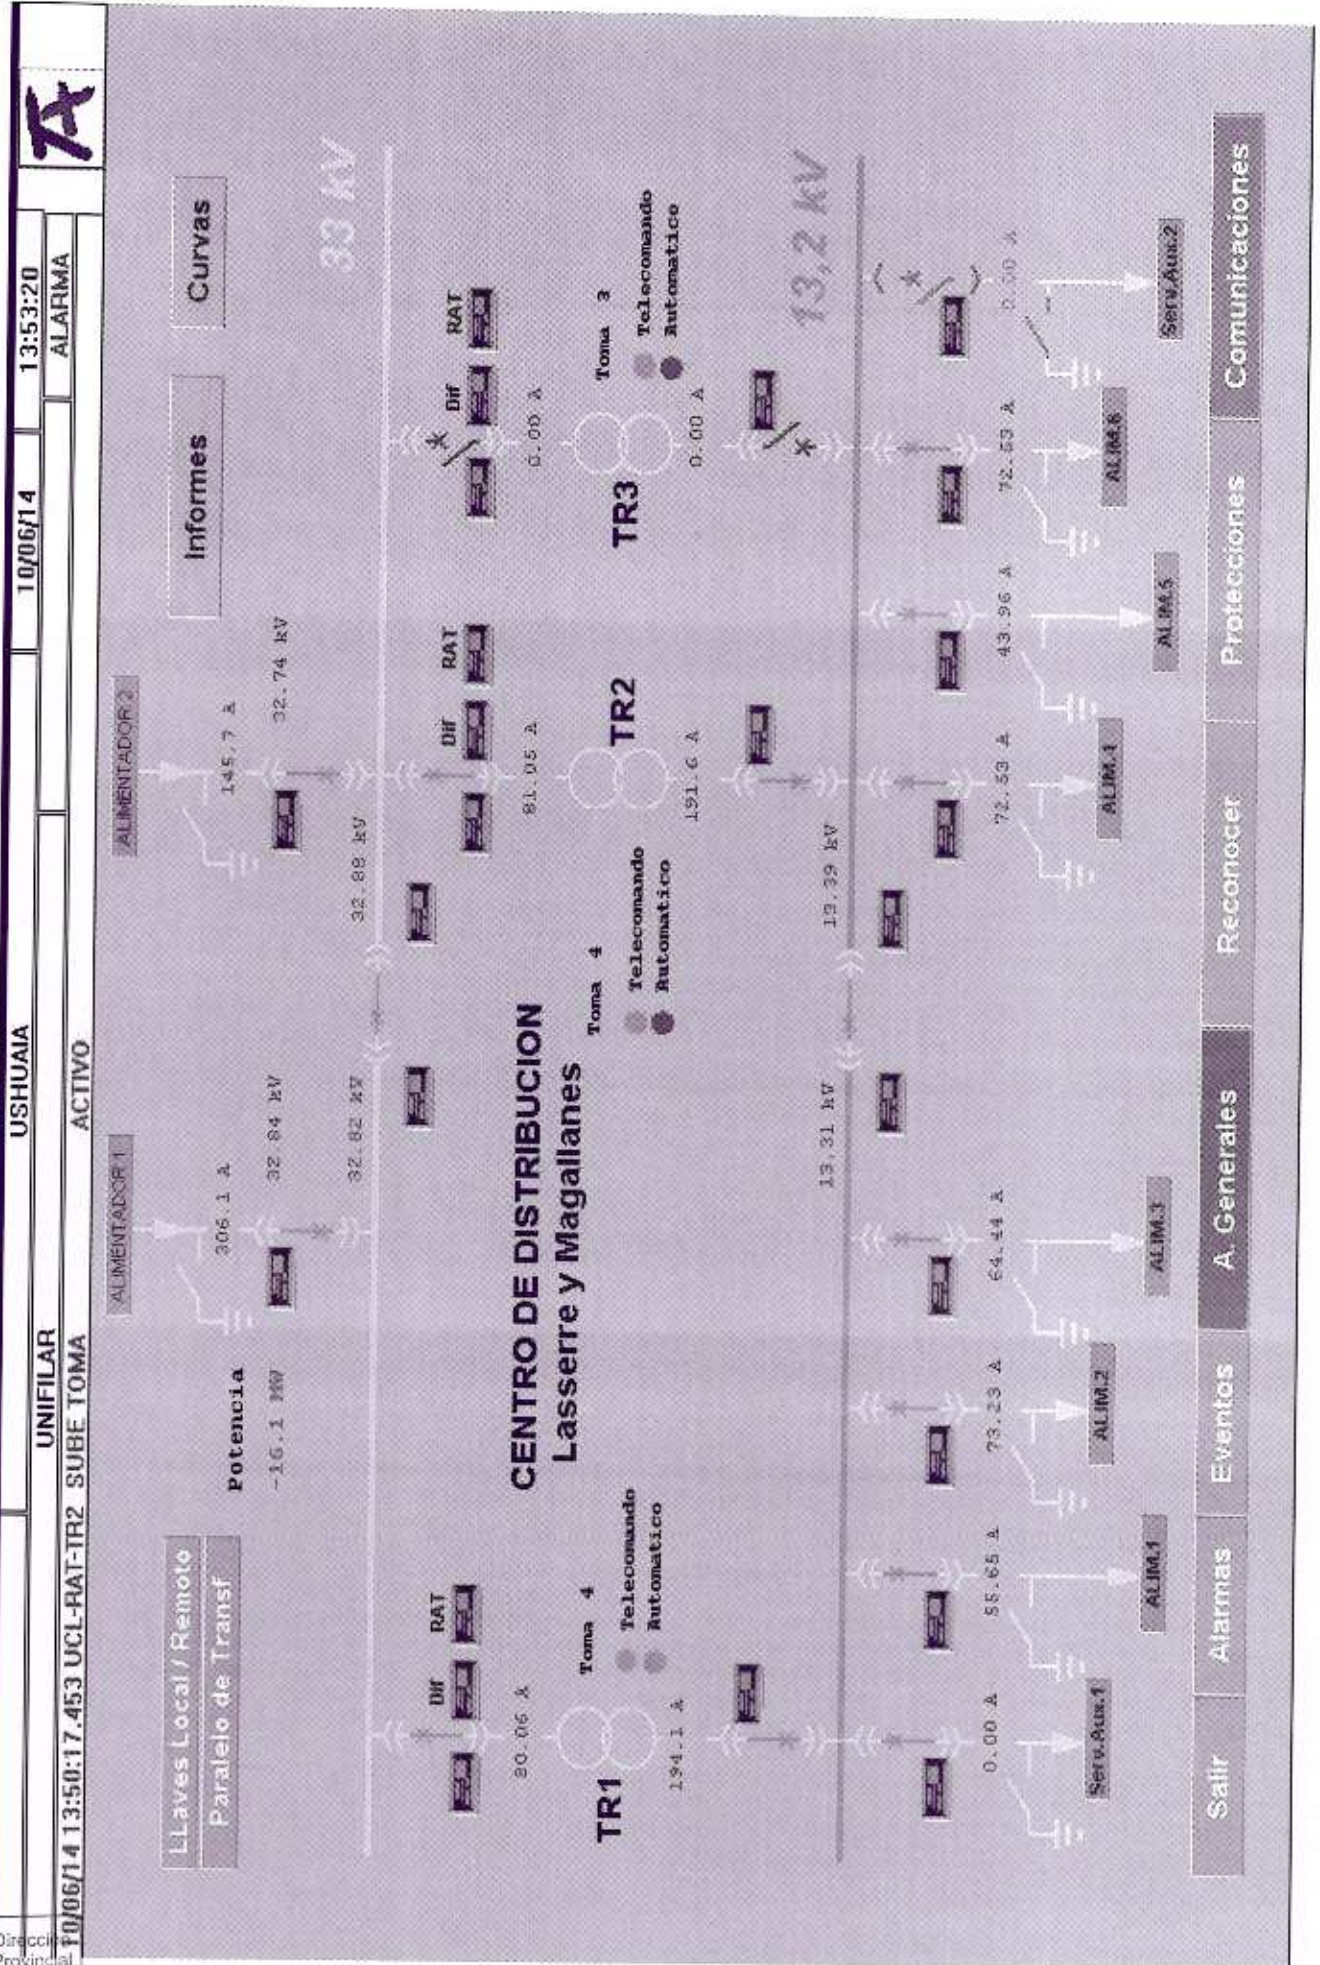 Dirección
Provincial
USHUAIA
10/06/14
13:53:20
UNIFILAR
ALARMA
10/06/14 13:50:17.453 UCL-RAT-TR2 SUBE TOMA
ACTIVO
LLaves Local/Remoto
Paralelo de Transf
Informes
Curvas
ALIMENTADOR 1
ALIMENTADOR 2
Potencia
306.1 A
145.7 A
-16.1 MW
32 84 kV
32.74 kV
33 kV
32.82 kV
32.88 kV
Dif
RAT
Dif
RAT
Dif
RAT
80.06 A
81.05 A
0.00 A
CENTRO DE DISTRIBUCION
Lasserre y Magallanes
TR1
Toma 4
Telecomando
Automatico
TR2
Toma 4
Telecomando
Automatico
TR3
Toma 3
Telecomando
Automatico
194.1 A
191.6 A
0.00 A
13.31 kV
13.39 kV
13,2 kV
0.00 A
73.23 A
64.44 A
72.53 A
43.96 A
0.00 A
Serv.Aux.1
ALIM.1
ALIM.2
ALIM.3
ALIM.4
ALIM.5
Serv.Aux.2
Salir
Alarmas
Eventos
A. Generales
Reconocer
Protecciones
Comunicaciones